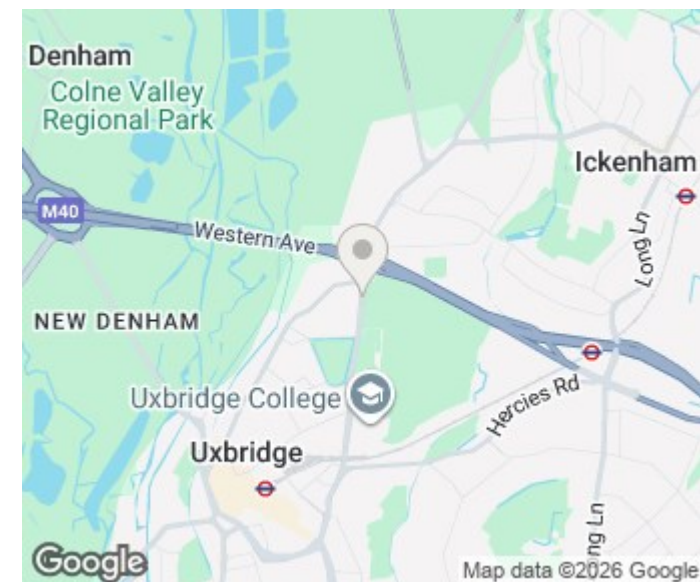 Denham
Colne Valley
Regional Park
Ickenham
M40
Western Ave
Long Ln
NEW DENHAM
Uxbridge College
Hercies Rd
Uxbridge
ng Ln
Google
Map data ©2026 Google